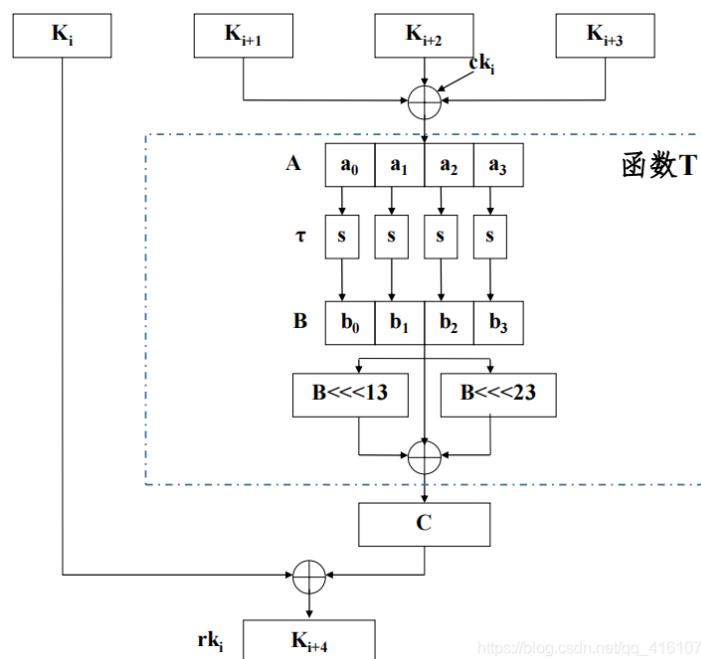 Kᵢ Kᵢ₊₁ Kᵢ₊₂ Kᵢ₊₃
ckᵢ
A a₀ a₁ a₂ a₃ 函数T
τ s s s s
B b₀ b₁ b₂ b₃
B<<<13 B<<<23
C
rkᵢ Kᵢ₊₄
https://blog.csdn.net/qq_416107